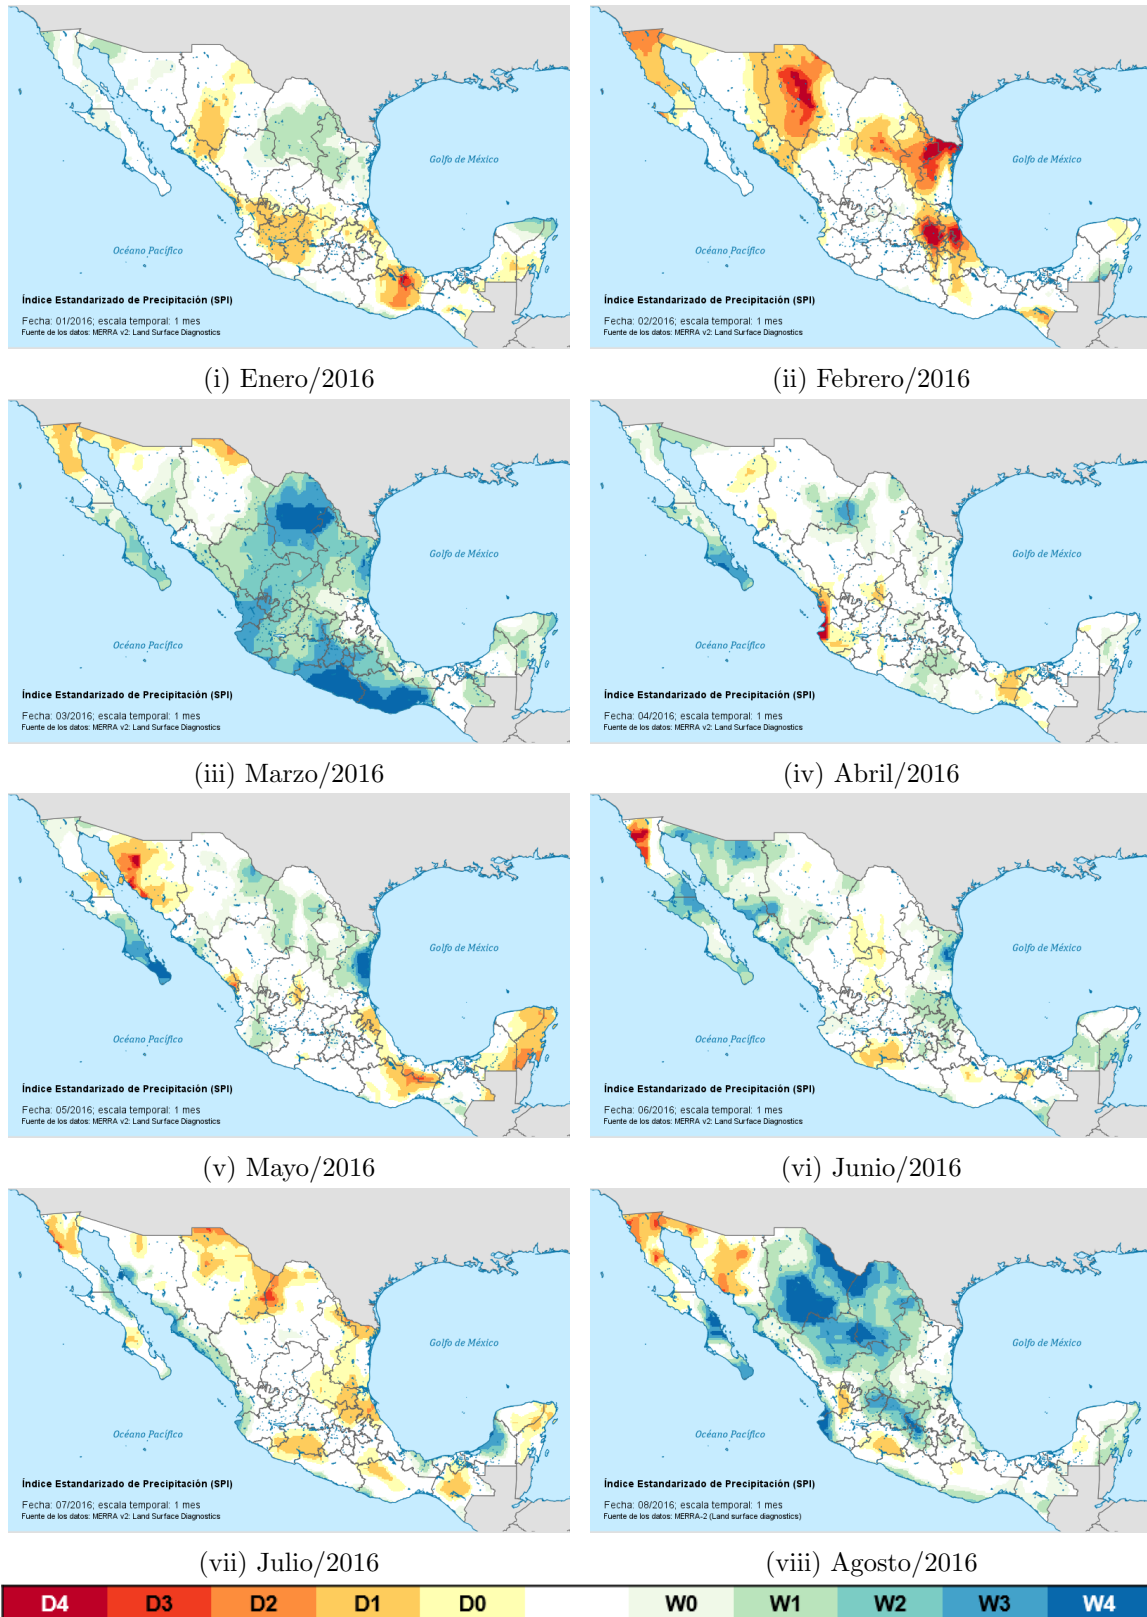 Golfo de México
Océano Pacífico
Índice Estandarizado de Precipitación (SPI)
Fecha: 01/2016; escala temporal: 1 mes
Fuente de los datos: MERRA v2: Land Surface Diagnostics
(i) Enero/2016
Golfo de México
Océano Pacífico
Índice Estandarizado de Precipitación (SPI)
Fecha: 02/2016; escala temporal: 1 mes
Fuente de los datos: MERRA v2: Land Surface Diagnostics
(ii) Febrero/2016
Golfo de México
Océano Pacífico
Índice Estandarizado de Precipitación (SPI)
Fecha: 03/2016; escala temporal: 1 mes
Fuente de los datos: MERRA v2: Land Surface Diagnostics
(iii) Marzo/2016
Golfo de México
Océano Pacífico
Índice Estandarizado de Precipitación (SPI)
Fecha: 04/2016; escala temporal: 1 mes
Fuente de los datos: MERRA v2: Land Surface Diagnostics
(iv) Abril/2016
Golfo de México
Océano Pacífico
Índice Estandarizado de Precipitación (SPI)
Fecha: 05/2016; escala temporal: 1 mes
Fuente de los datos: MERRA v2: Land Surface Diagnostics
(v) Mayo/2016
Golfo de México
Océano Pacífico
Índice Estandarizado de Precipitación (SPI)
Fecha: 06/2016; escala temporal: 1 mes
Fuente de los datos: MERRA v2: Land Surface Diagnostics
(vi) Junio/2016
Golfo de México
Océano Pacífico
Índice Estandarizado de Precipitación (SPI)
Fecha: 07/2016; escala temporal: 1 mes
Fuente de los datos: MERRA v2: Land Surface Diagnostics
(vii) Julio/2016
Golfo de México
Océano Pacífico
Índice Estandarizado de Precipitación (SPI)
Fecha: 08/2016; escala temporal: 1 mes
Fuente de los datos: MERRA-2 (Land surface diagnostics)
(viii) Agosto/2016
D4 D3 D2 D1 D0 W0 W1 W2 W3 W4